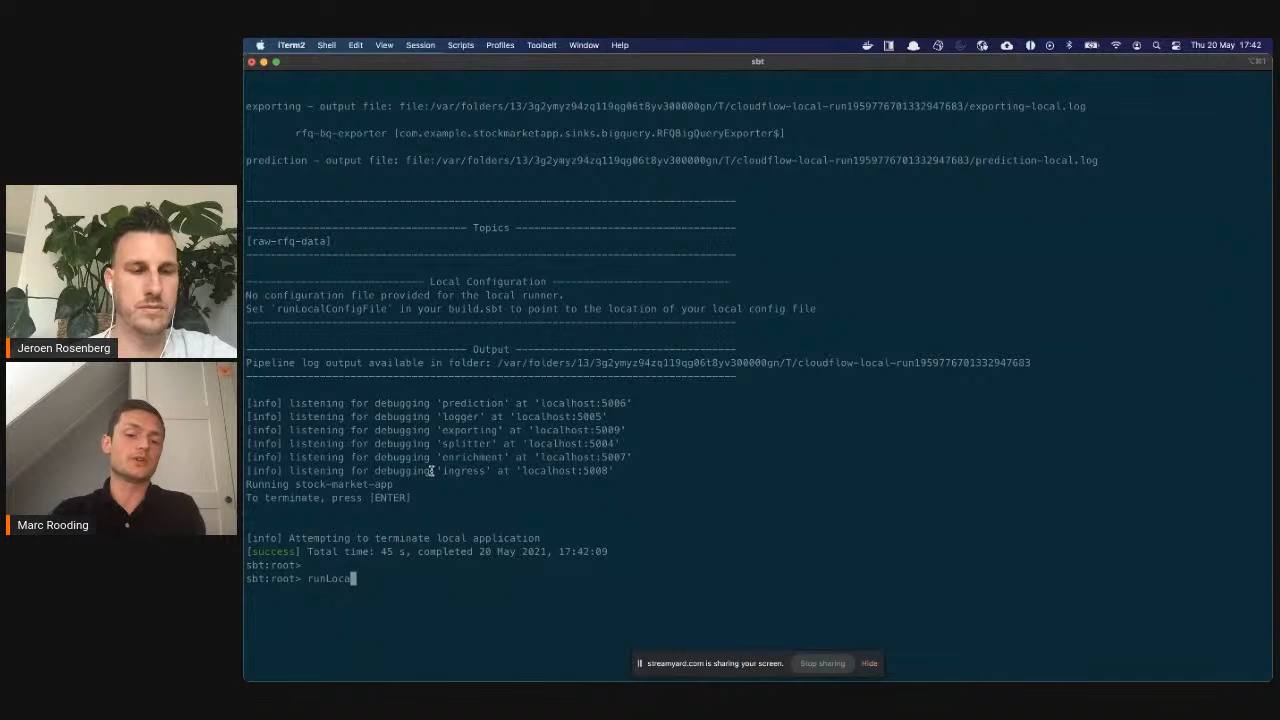 iTerm2 Shell Edit View Session Scripts Profiles Toolbelt Window Help Thu 20 May 17:42
sbt
exporting - output file: file:/var/folders/13/3g2ymyz94zq119qg06t8yv300000gn/T/cloudflow-local-run1959776701332947683/exporting-local.log
rfq-bq-exporter [com.example.stockmarketapp.sinks.bigquery.RFQBigQueryExporter$]
prediction - output file: file:/var/folders/13/3g2ymyz94zq119qg06t8yv300000gn/T/cloudflow-local-run1959776701332947683/prediction-local.log
Topics
[raw-rfq-data]
Local Configuration
No configuration file provided for the local runner.
Set `runLocalConfigFile` in your build.sbt to point to the location of your local config file
Output
Pipeline log output available in folder: /var/folders/13/3g2ymyz94zq119qg06t8yv300000gn/T/cloudflow-local-run1959776701332947683
[info] listening for debugging 'prediction' at 'localhost:5006'
[info] listening for debugging 'logger' at 'localhost:5005'
[info] listening for debugging 'exporting' at 'localhost:5009'
[info] listening for debugging 'splitter' at 'localhost:5004'
[info] listening for debugging 'enrichment' at 'localhost:5007'
[info] listening for debugging 'ingress' at 'localhost:5008'
Running stock-market-app
To terminate, press [ENTER]
[info] Attempting to terminate local application
[success] Total time: 45 s, completed 20 May 2021, 17:42:09
sbt:root>
sbt:root> runLoca
streamyard.com is sharing your screen. Stop sharing Hide
Jeroen Rosenberg
Marc Rooding